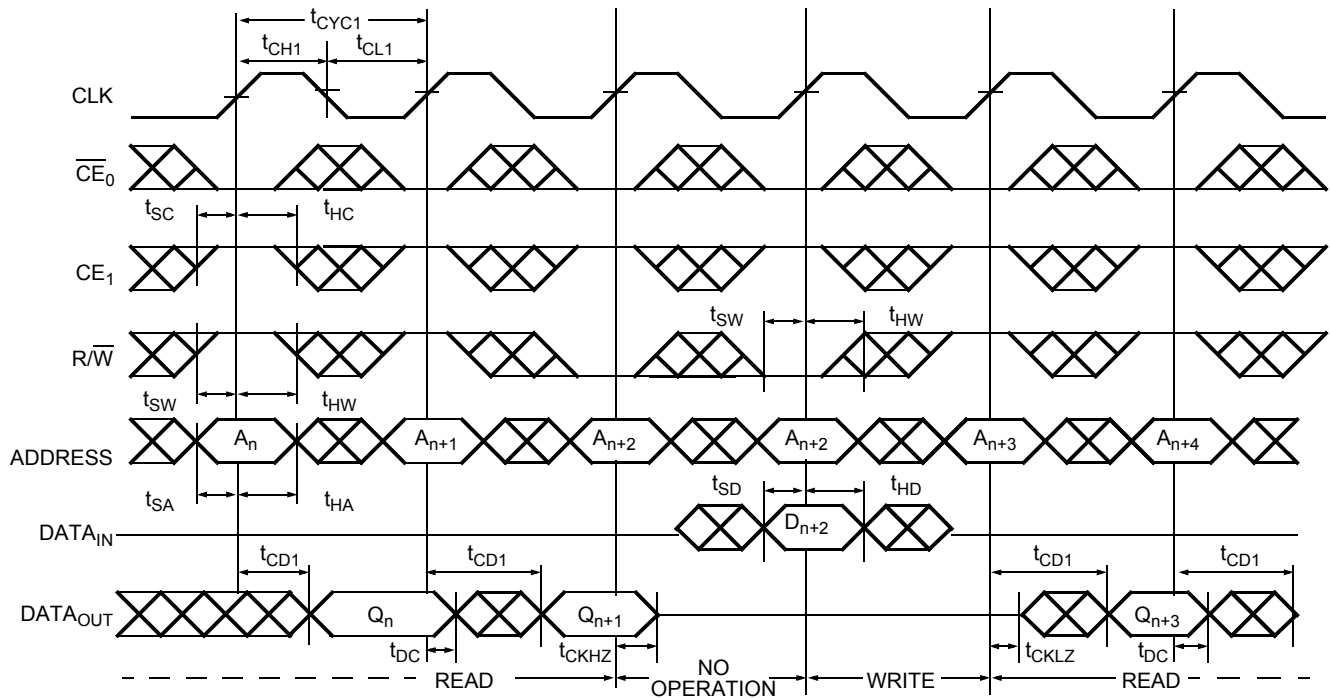 tCYC1
tCH1 tCL1
CLK
CE0
tSC tHC
CE1
tSW tHW
R/W
tSW tHW
An An+1 An+2 An+2 An+3 An+4
ADDRESS
tSA tHA tSD tHD
DATAIN Dn+2
tCD1 tCD1 tCD1 tCD1
DATAOUT Qn Qn+1 Qn+3
tDC tCKHZ tCKLZ tDC
READ NO OPERATION WRITE READ